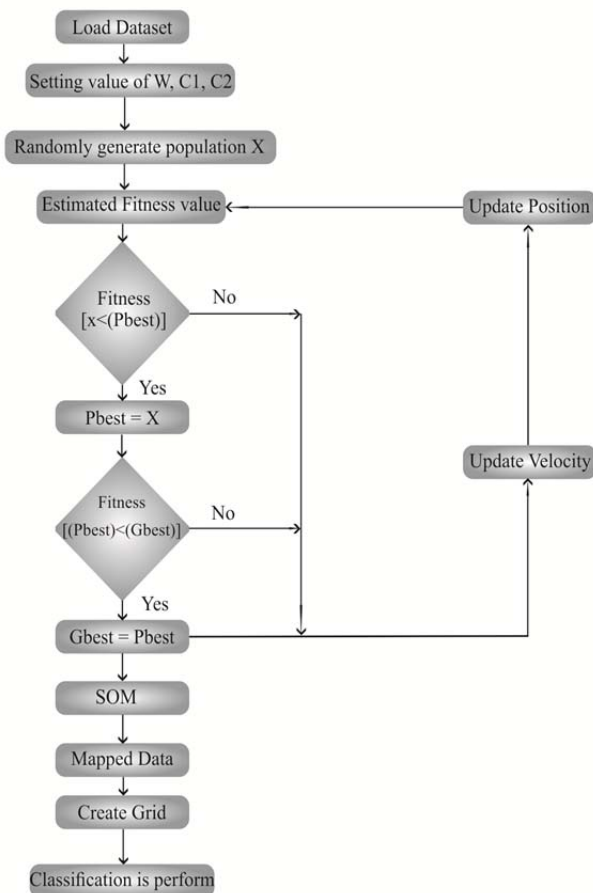 Load Dataset
Setting value of W, C1, C2
Randomly generate population X
Estimated Fitness value
Update Position
Fitness
[x<(Pbest)]
No
Yes
Pbest = X
Update Velocity
Fitness
[(Pbest)<(Gbest)]
No
Yes
Gbest = Pbest
SOM
Mapped Data
Create Grid
Classification is perform